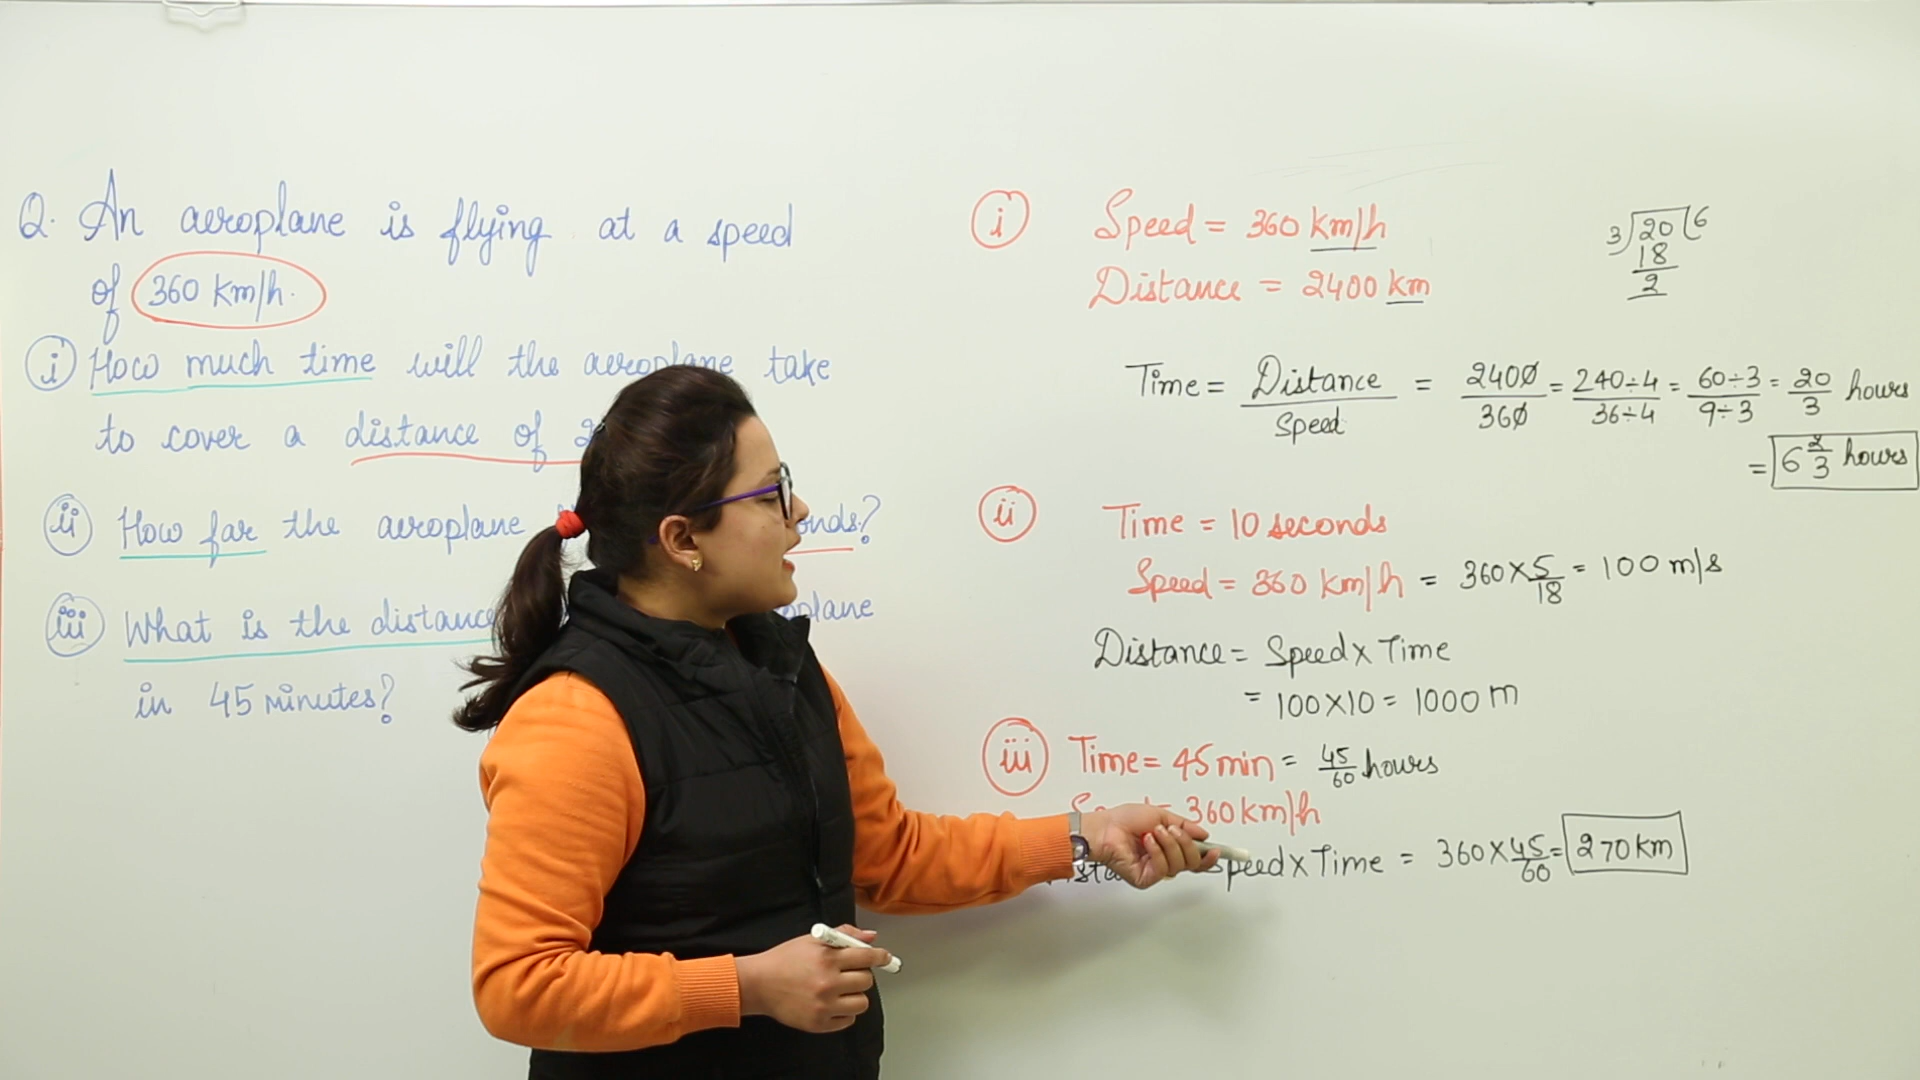 Q. An aeroplane is flying at a speed
of 360 km/h.
i How much time will the aeroplane take
to cover a distance of 2
ii How far the aeroplane onds?
iii What is the distance plane
in 45 minutes?
i Speed = 360 km/h
Distance = 2400 km
3)20(6
18
2
Time = Distance/Speed = 2400/360 = 240÷4/36÷4 = 60÷3/9÷3 = 20/3 hours
= 6 2/3 hours
ii Time = 10 seconds
Speed = 360 km/h = 360 × 5/18 = 100 m/s
Distance = Speed × Time
= 100×10 = 1000 m
iii Time = 45 min = 45/60 hours
= 360 km/h
Speed × Time = 360 × 45/60 = 270 km